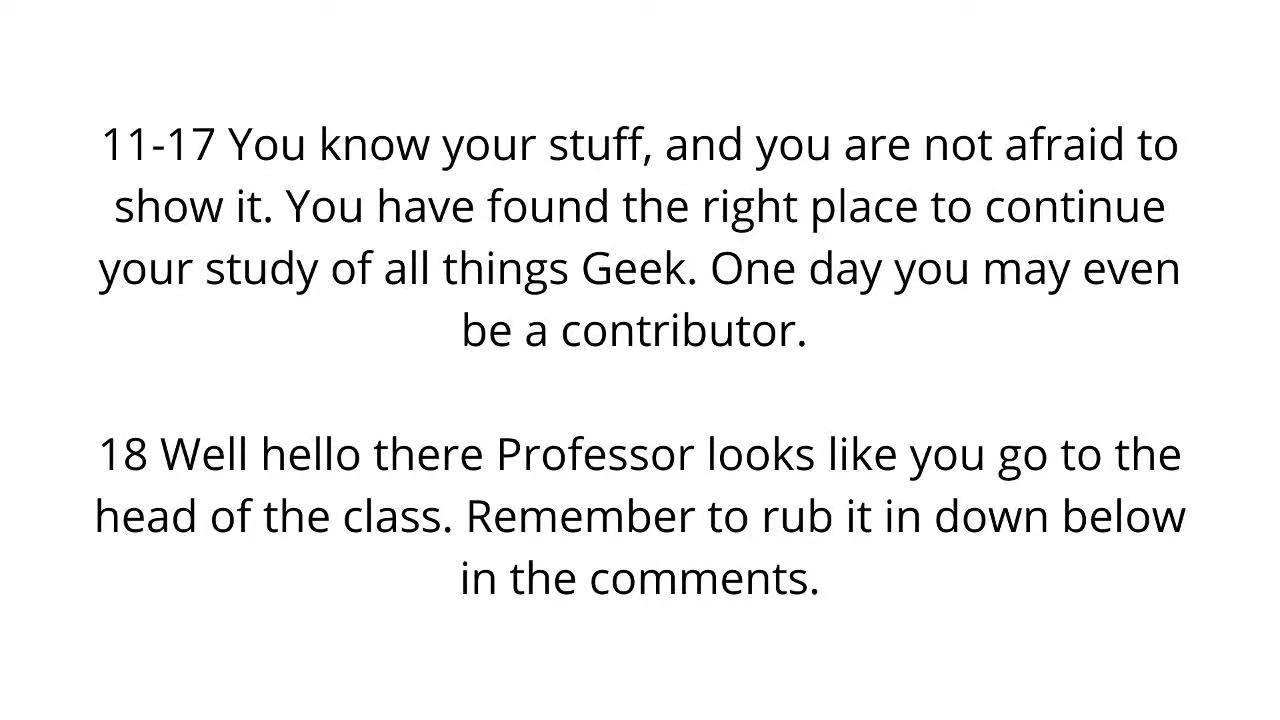 11-17 You know your stuff, and you are not afraid to
show it. You have found the right place to continue
your study of all things Geek. One day you may even
be a contributor.
18 Well hello there Professor looks like you go to the
head of the class. Remember to rub it in down below
in the comments.